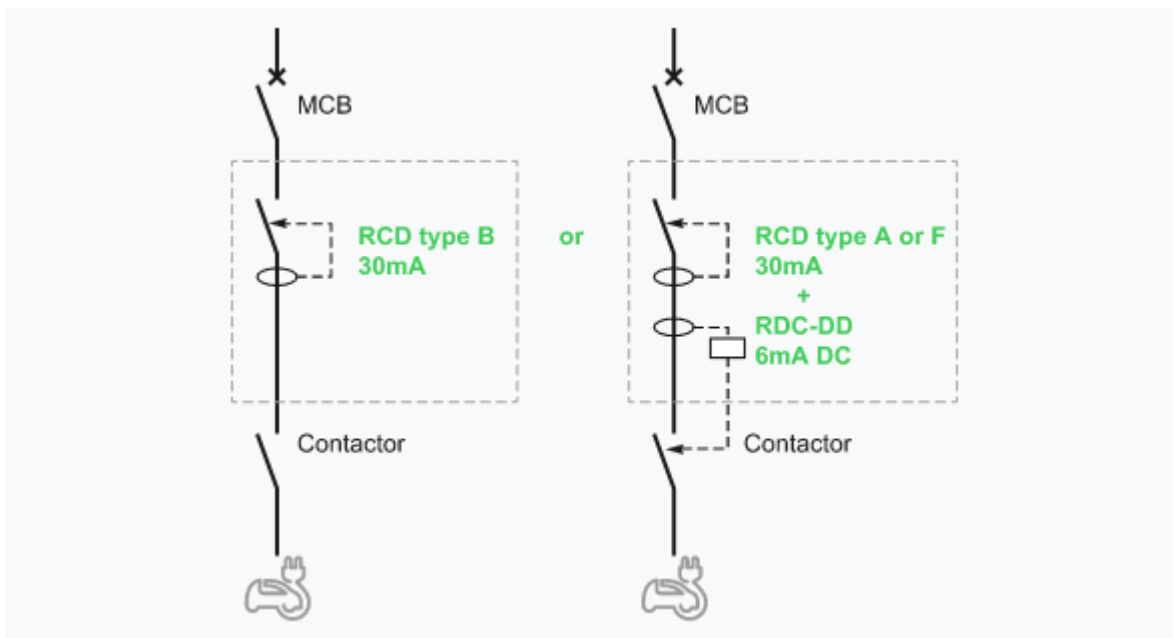 MCB
RCD type B
30mA
Contactor
or
MCB
RCD type A or F
30mA
+
RDC-DD
6mA DC
Contactor